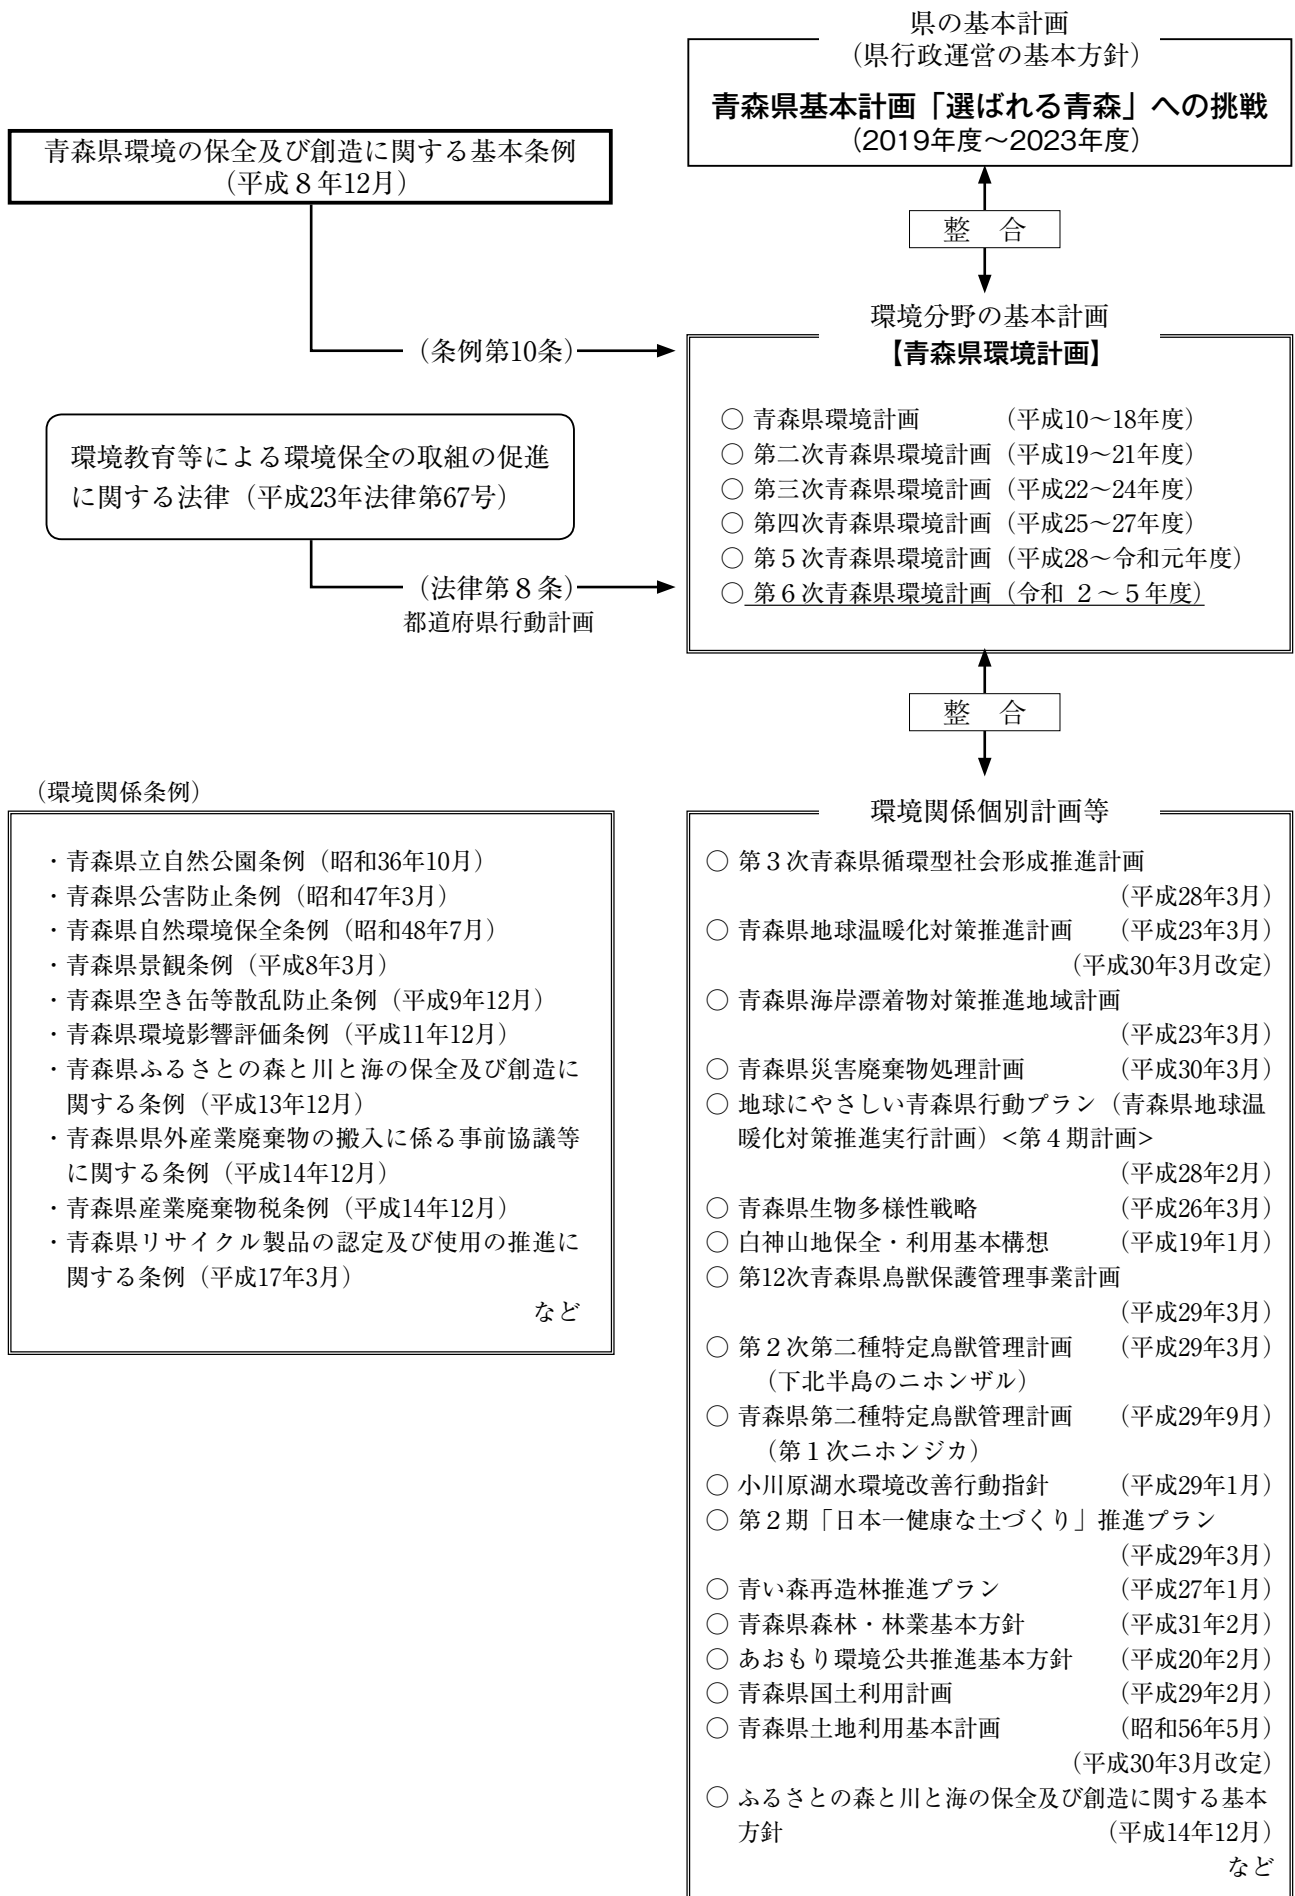 県の基本計画
（県行政運営の基本方針）
青森県基本計画「選ばれる青森」への挑戦
（2019年度～2023年度）
青森県環境の保全及び創造に関する基本条例
（平成８年12月）
整　合
環境分野の基本計画
【青森県環境計画】
（条例第10条）
○ 青森県環境計画　　　（平成10～18年度）
○ 第二次青森県環境計画（平成19～21年度）
○ 第三次青森県環境計画（平成22～24年度）
○ 第四次青森県環境計画（平成25～27年度）
○ 第５次青森県環境計画（平成28～令和元年度）
○ 第６次青森県環境計画（令和 ２～５年度）
環境教育等による環境保全の取組の促進
に関する法律（平成23年法律第67号）
（法律第８条）
都道府県行動計画
整　合
（環境関係条例）
・青森県立自然公園条例（昭和36年10月）
・青森県公害防止条例（昭和47年3月）
・青森県自然環境保全条例（昭和48年7月）
・青森県景観条例（平成8年3月）
・青森県空き缶等散乱防止条例（平成9年12月）
・青森県環境影響評価条例（平成11年12月）
・青森県ふるさとの森と川と海の保全及び創造に
関する条例（平成13年12月）
・青森県県外産業廃棄物の搬入に係る事前協議等
に関する条例（平成14年12月）
・青森県産業廃棄物税条例（平成14年12月）
・青森県リサイクル製品の認定及び使用の推進に
関する条例（平成17年3月）
など
環境関係個別計画等
○ 第３次青森県循環型社会形成推進計画
（平成28年3月）
○ 青森県地球温暖化対策推進計画　（平成23年3月）
（平成30年3月改定）
○ 青森県海岸漂着物対策推進地域計画
（平成23年3月）
○ 青森県災害廃棄物処理計画　（平成30年3月）
○ 地球にやさしい青森県行動プラン（青森県地球温
暖化対策推進実行計画）<第４期計画>
（平成28年2月）
○ 青森県生物多様性戦略　（平成26年3月）
○ 白神山地保全・利用基本構想　（平成19年1月）
○ 第12次青森県鳥獣保護管理事業計画
（平成29年3月）
○ 第２次第二種特定鳥獣管理計画　（平成29年3月）
（下北半島のニホンザル）
○ 青森県第二種特定鳥獣管理計画　（平成29年9月）
（第１次ニホンジカ）
○ 小川原湖水環境改善行動指針　（平成29年1月）
○ 第２期「日本一健康な土づくり」推進プラン
（平成29年3月）
○ 青い森再造林推進プラン　（平成27年1月）
○ 青森県森林・林業基本方針　（平成31年2月）
○ あおもり環境公共推進基本方針　（平成20年2月）
○ 青森県国土利用計画　（平成29年2月）
○ 青森県土地利用基本計画　（昭和56年5月）
（平成30年3月改定）
○ ふるさとの森と川と海の保全及び創造に関する基本
方針　（平成14年12月）
など